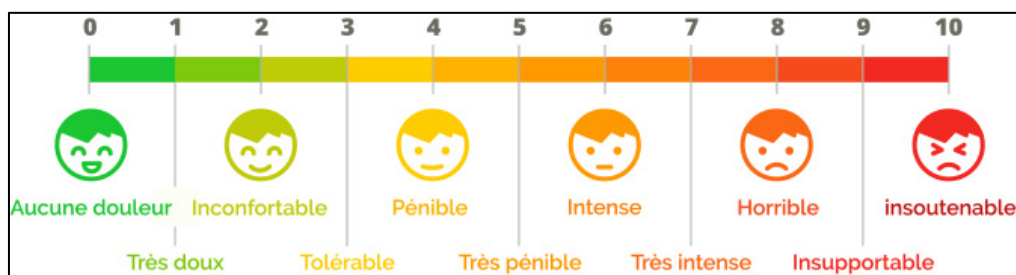 0 1 2 3 4 5 6 7 8 9 10
Aucune douleur Inconfortable Pénible Intense Horrible insoutenable
Très doux Tolérable Très pénible Très intense Insupportable